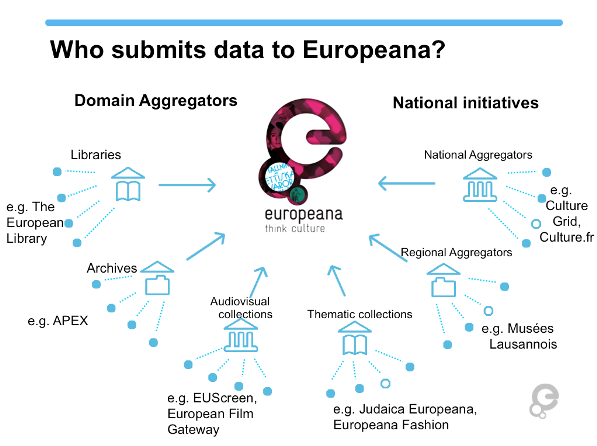 Who submits data to Europeana?
Domain Aggregators
National initiatives
Libraries
e.g. The
European
Library
Archives
e.g. APEX
Audiovisual
collections
e.g. EUScreen,
European Film
Gateway
europeana
think culture
Thematic collections
e.g. Judaica Europeana,
Europeana Fashion
National Aggregators
e.g.
Culture
Grid,
Culture.fr
Regional Aggregators
e.g. Musées
Lausannois